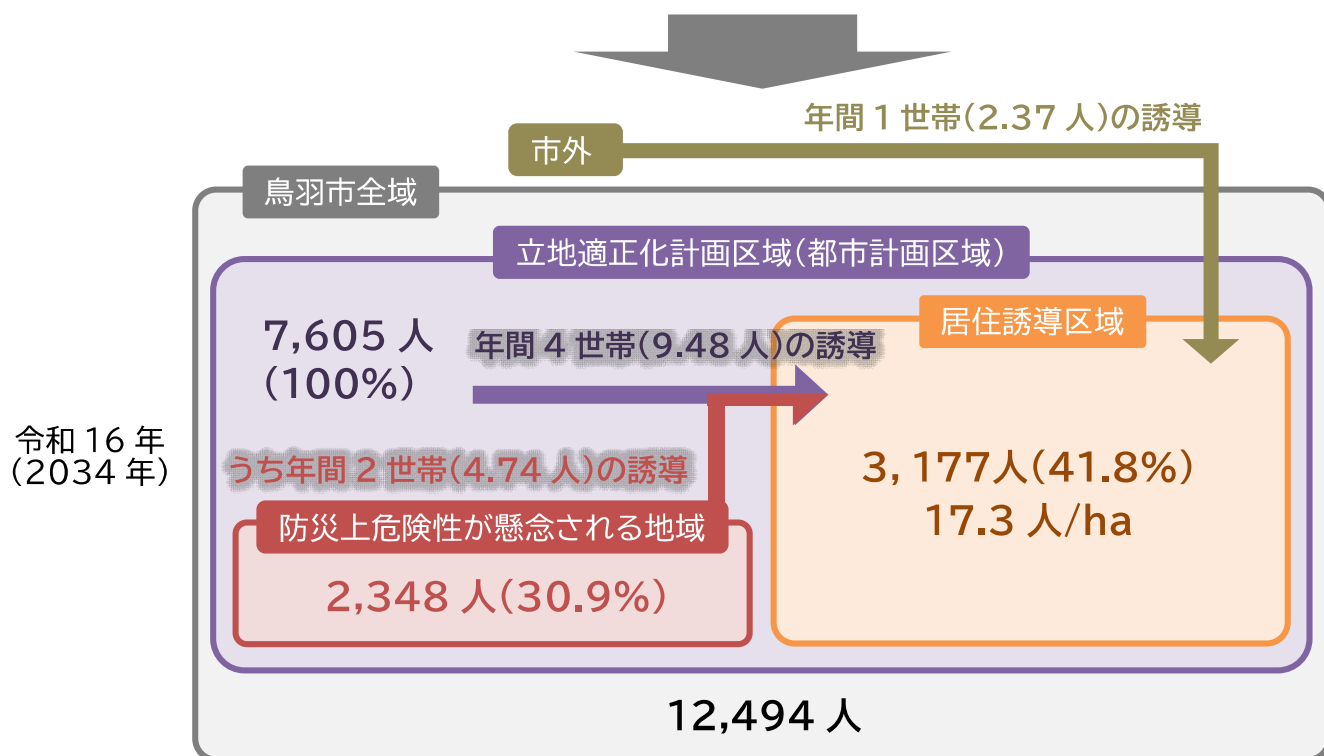 年間 1 世帯(2.37 人)の誘導
市外
鳥羽市全域
立地適正化計画区域(都市計画区域)
居住誘導区域
7,605 人
(100%)
年間 4 世帯(9.48 人)の誘導
令和 16 年
(2034 年)
うち年間 2 世帯(4.74 人)の誘導
3,177人(41.8%)
17.3 人/ha
防災上危険性が懸念される地域
2,348 人(30.9%)
12,494 人